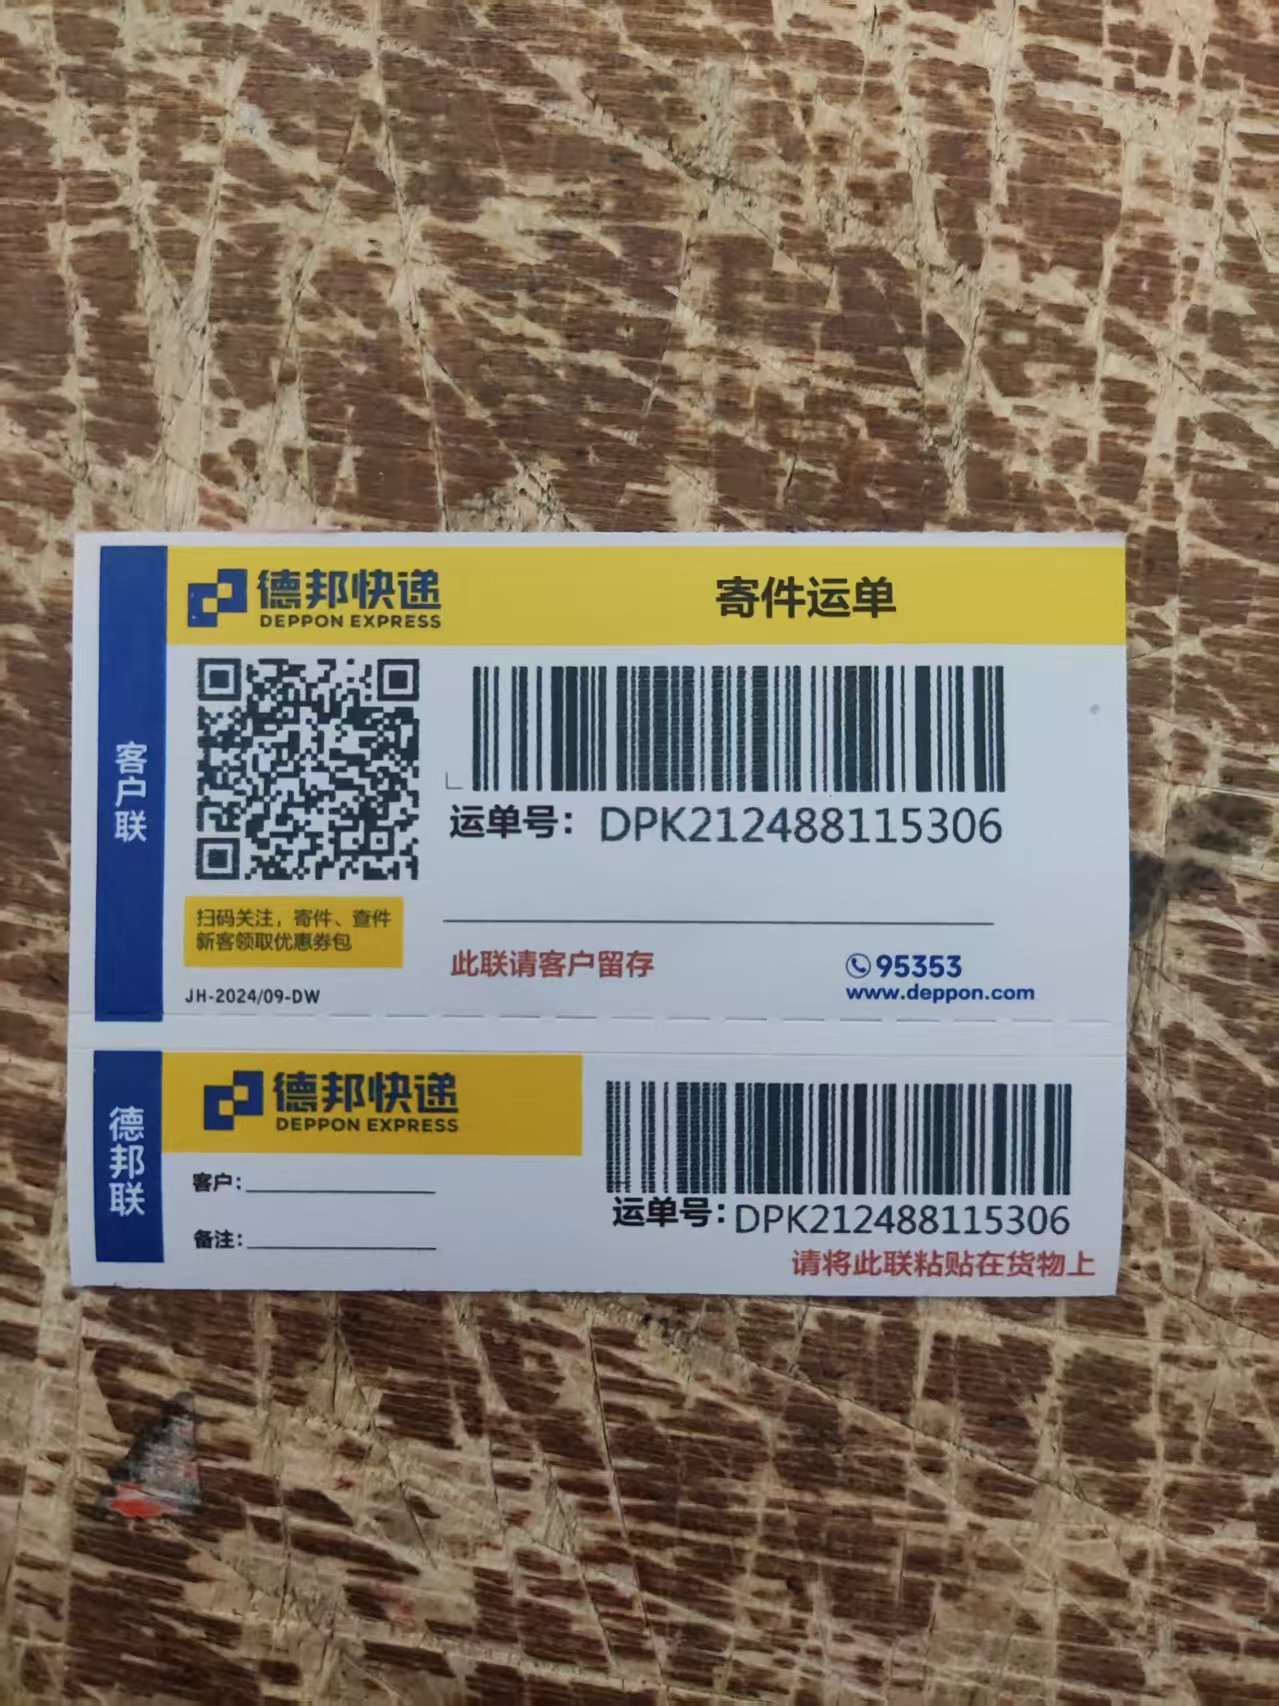 德邦快递
DEPPON EXPRESS
寄件运单
客户联
运单号：DPK212488115306
扫码关注，寄件、查件
新客领取优惠券包
此联请客户留存
95353
www.deppon.com
JH-2024/09-DW
德邦联
德邦快递
DEPPON EXPRESS
客户：
备注：
运单号：DPK212488115306
请将此联粘贴在货物上